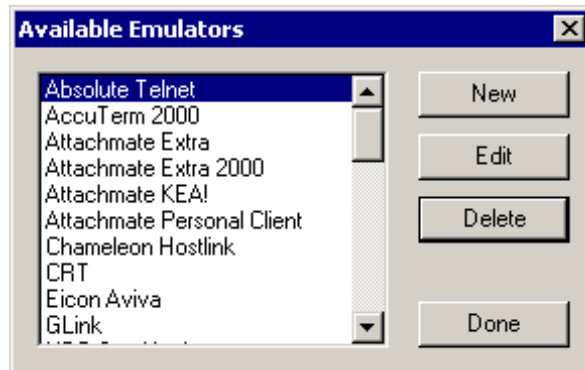 Available Emulators
Absolute Telnet
AccuTerm 2000
Attachmate Extra
Attachmate Extra 2000
Attachmate KEA!
Attachmate Personal Client
Chameleon Hostlink
CRT
Eicon Aviva
GLink
New
Edit
Delete
Done